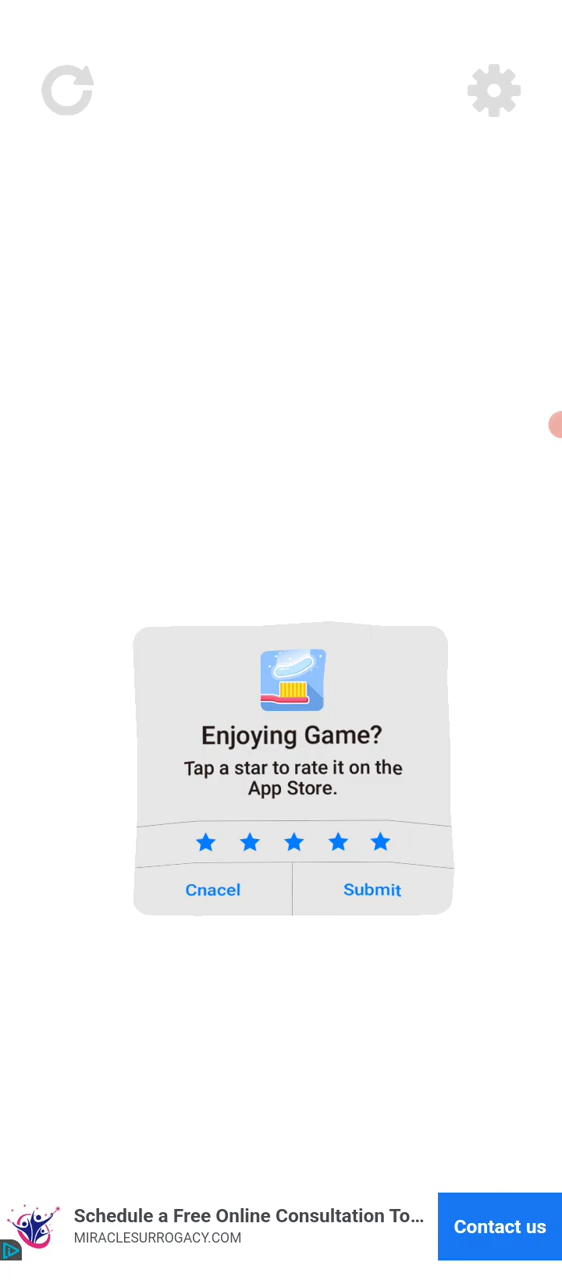 Enjoying Game?
Tap a star to rate it on the
App Store.
Cnacel
Submit
Schedule a Free Online Consultation To...
MIRACLESURROGACY.COM
Contact us